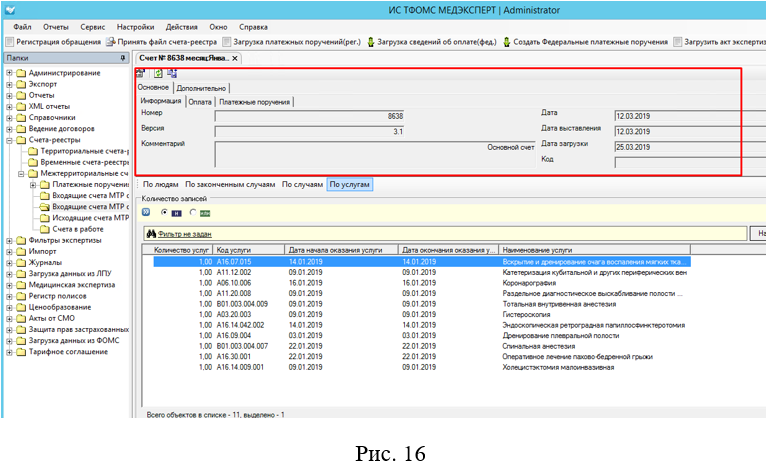 ИС ТФОМС МЕДЭКСПЕРТ | Administrator
Файл Отчеты Сервис Настройки Действия Окно Справка
Регистрация обращения Принять файл счета-реестра Загрузка платежных поручений(рег.) Загрузка сведений об оплате(фед.) Создать Федеральные платежные поручения Загрузить акт экспертиз
Папки
Администрирование
Экспорт
Отчеты
XML отчеты
Справочники
Ведение договоров
Счета-реестры
Территориальные счета-р
Временные счета-реестры
Межтерриториальные сч
Платежные поручени
Входящие счета МТР с
Входящие счета МТР с
Исходящие счета МТР
Счета в работе
Фильтры экспертизы
Импорт
Журналы
Загрузка данных из ЛПУ
Медицинская экспертиза
Регистр полисов
Ценообразование
Акты от СМО
Защита прав застрахованных
Загрузка данных из ФОМС
Тарифное соглашение
Счет № 8638 месяц:Янва..
Основное Дополнительно
Информация Оплата Платежные поручения
Номер 8638 Дата 12.03.2019
Версия 3.1 Дата выставления 12.03.2019
Комментарий Основной счет Дата загрузки 25.03.2019
Код
По людям По законченным случаям По случаям По услугам
Количество записей
Фильтр не задан На
Количество услуг Код услуги Дата начала оказания услуги Дата окончания оказания у... Наименование услуги
1,00 A16.07.015 14.01.2019 14.01.2019 Вскрытие и дренирование очага воспаления мягких тка...
1,00 A11.12.002 09.01.2019 09.01.2019 Катетеризация кубитальной и других периферических вен
1,00 A06.10.006 16.01.2019 16.01.2019 Коронарография
1,00 A11.20.008 09.01.2019 09.01.2019 Раздельное диагностическое выскабливание полости ...
1,00 B01.003.004.009 09.01.2019 09.01.2019 Тотальная внутривенная анестезия
1,00 A03.20.003 09.01.2019 09.01.2019 Гистероскопия
1,00 A16.14.042.002 14.01.2019 14.01.2019 Эндоскопическая ретроградная папиллосфинктеротомия
1,00 A16.09.004 03.01.2019 03.01.2019 Дренирование плевральной полости
1,00 B01.003.004.007 22.01.2019 22.01.2019 Спинальная анестезия
1,00 A16.30.001 22.01.2019 22.01.2019 Оперативное лечение пахово-бедренной грыжи
1,00 A16.14.009.001 09.01.2019 09.01.2019 Холецистэктомия малоинвазивная
Всего объектов в списке - 11, выделено - 1
Рис. 16